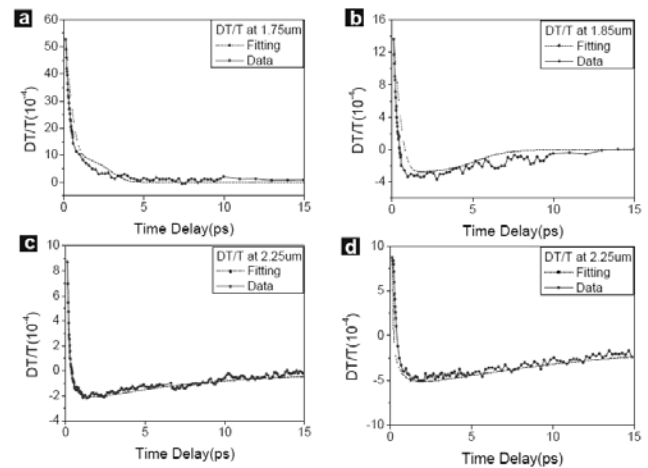 a
DT/T at 1.75um
Fitting
Data
DT/T(10⁻⁴)
60
50
40
30
20
10
0
0
5
10
15
Time Delay(ps)
b
DT/T at 1.85um
Fitting
Data
DT/T(10⁻⁴)
16
12
8
4
0
-4
0
5
10
15
Time Delay(ps)
c
DT/T at 2.25um
Fitting
Data
DT/T(10⁻⁴)
10
8
6
4
2
0
-2
-4
0
5
10
15
Time Delay(ps)
d
DT/T at 2.25um
Fitting
Data
DT/T(10⁻⁴)
10
5
0
-5
-10
0
5
10
15
Time Delay(ps)